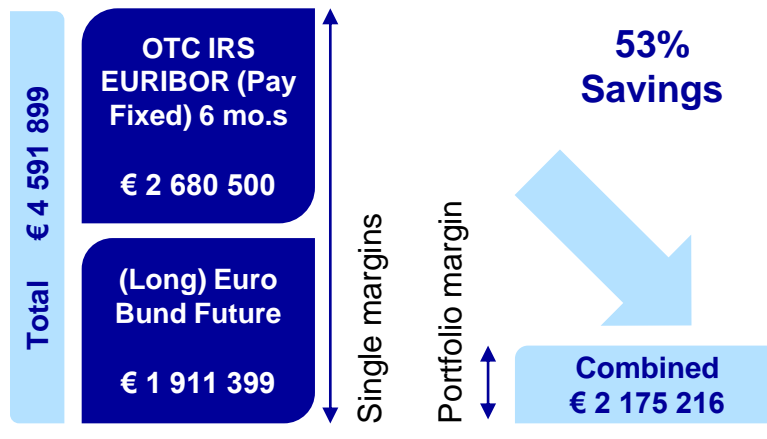 Total € 4 591 899
OTC IRS
EURIBOR (Pay
Fixed) 6 mo.s
€ 2 680 500
(Long) Euro
Bund Future
€ 1 911 399
Single margins
Portfolio margin
53%
Savings
Combined
€ 2 175 216